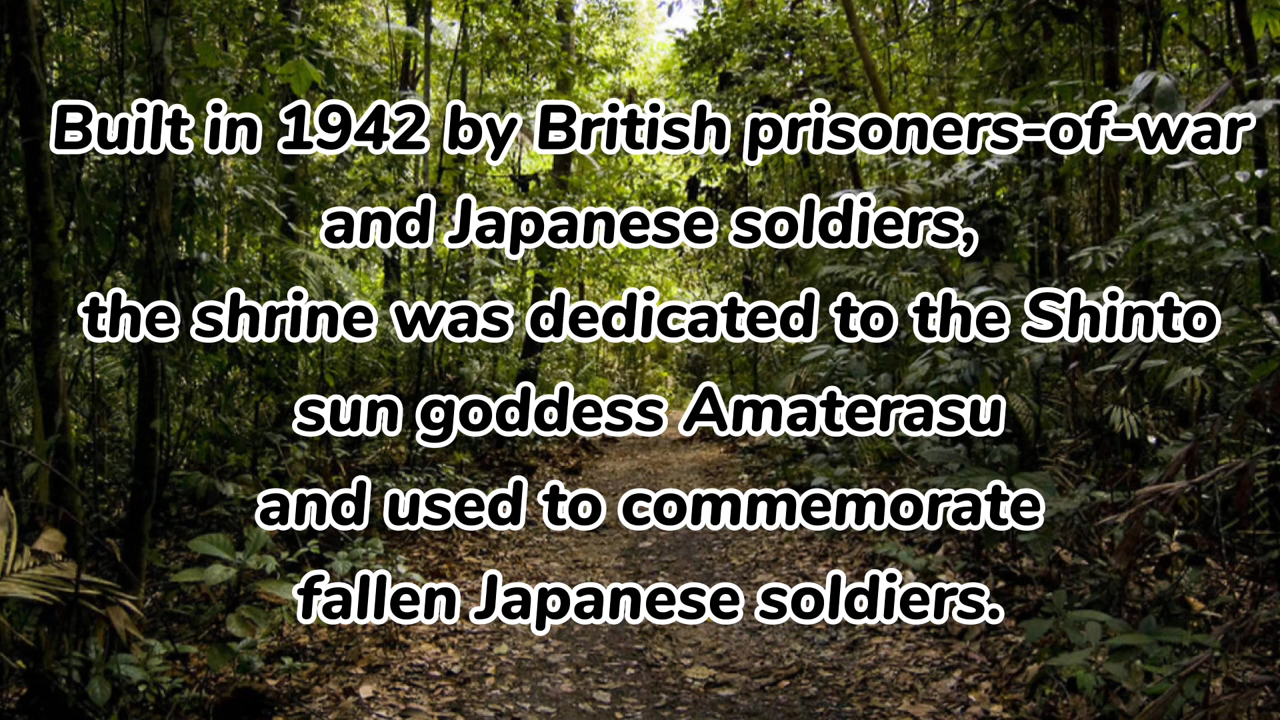 Built in 1942 by British prisoners-of-war
and Japanese soldiers,
the shrine was dedicated to the Shinto
sun goddess Amaterasu
and used to commemorate
fallen Japanese soldiers.